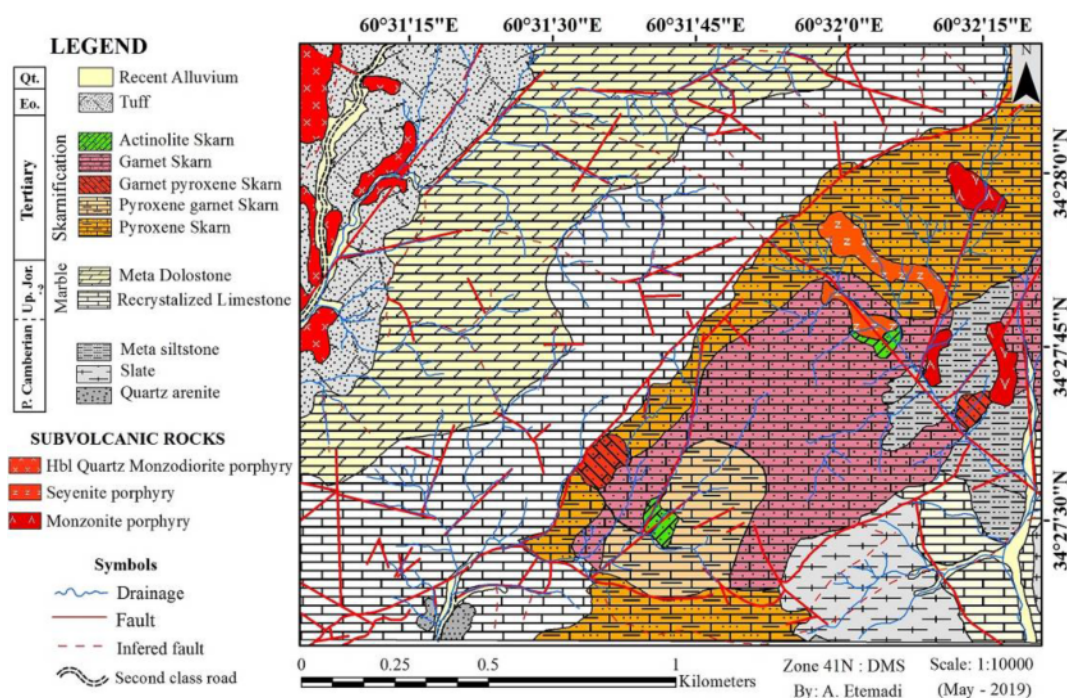 60°31'15"E 60°31'30"E 60°31'45"E 60°32'0"E 60°32'15"E
LEGEND
Qt.
Eo.
Tertiary
Up. Jor.
-?
P. Camberian
Recent Alluvium
Tuff
Skarnification
Actinolite Skarn
Garnet Skarn
Garnet pyroxene Skarn
Pyroxene garnet Skarn
Pyroxene Skarn
Marble
Meta Dolostone
Recrystalized Limestone
Meta siltstone
Slate
Quartz arenite
SUBVOLCANIC ROCKS
Hbl Quartz Monzodiorite porphyry
Seyenite porphyry
Monzonite porphyry
Symbols
Drainage
Fault
Infered fault
Second class road
N
34°28'0"N
34°27'45"N
34°27'30"N
0 0.25 0.5 1
Kilometers
Zone 41N : DMS Scale: 1:10000
By: A. Etemadi (May - 2019)